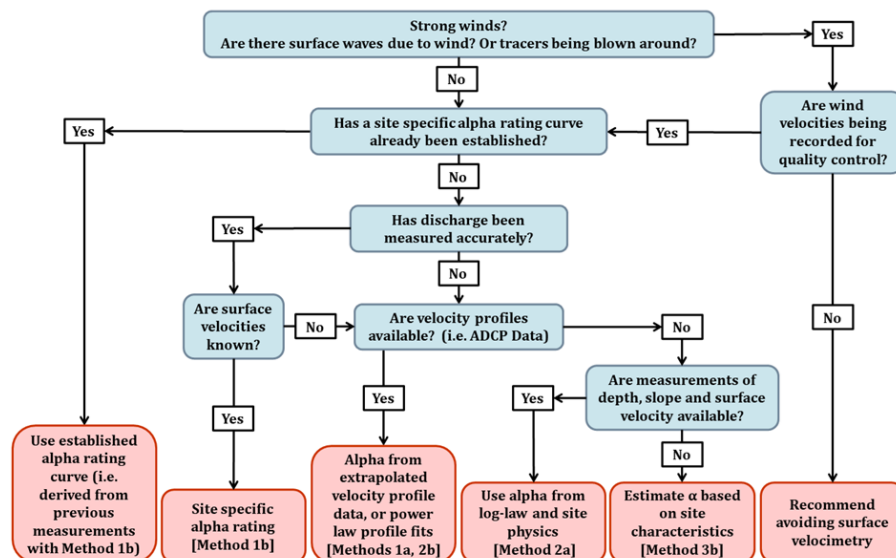 Strong winds?
Are there surface waves due to wind? Or tracers being blown around?
Yes
No
Are wind
velocities being
recorded for
quality control?
Yes
Has a site specific alpha rating curve
already been established?
Yes
No
Has discharge been
measured accurately?
Yes
No
Are surface
velocities
known?
No
Are velocity profiles
available? (i.e. ADCP Data)
No
No
Are measurements of
depth, slope and surface
velocity available?
Yes
Yes
Yes
No
Use established
alpha rating
curve (i.e.
derived from
previous
measurements
with Method 1b)
Site specific
alpha rating
[Method 1b]
Alpha from
extrapolated
velocity profile
data, or power
law profile fits
[Methods 1a, 2b]
Use alpha from
log-law and site
physics
[Method 2a]
Estimate α based
on site
characteristics
[Method 3b]
Recommend
avoiding surface
velocimetry